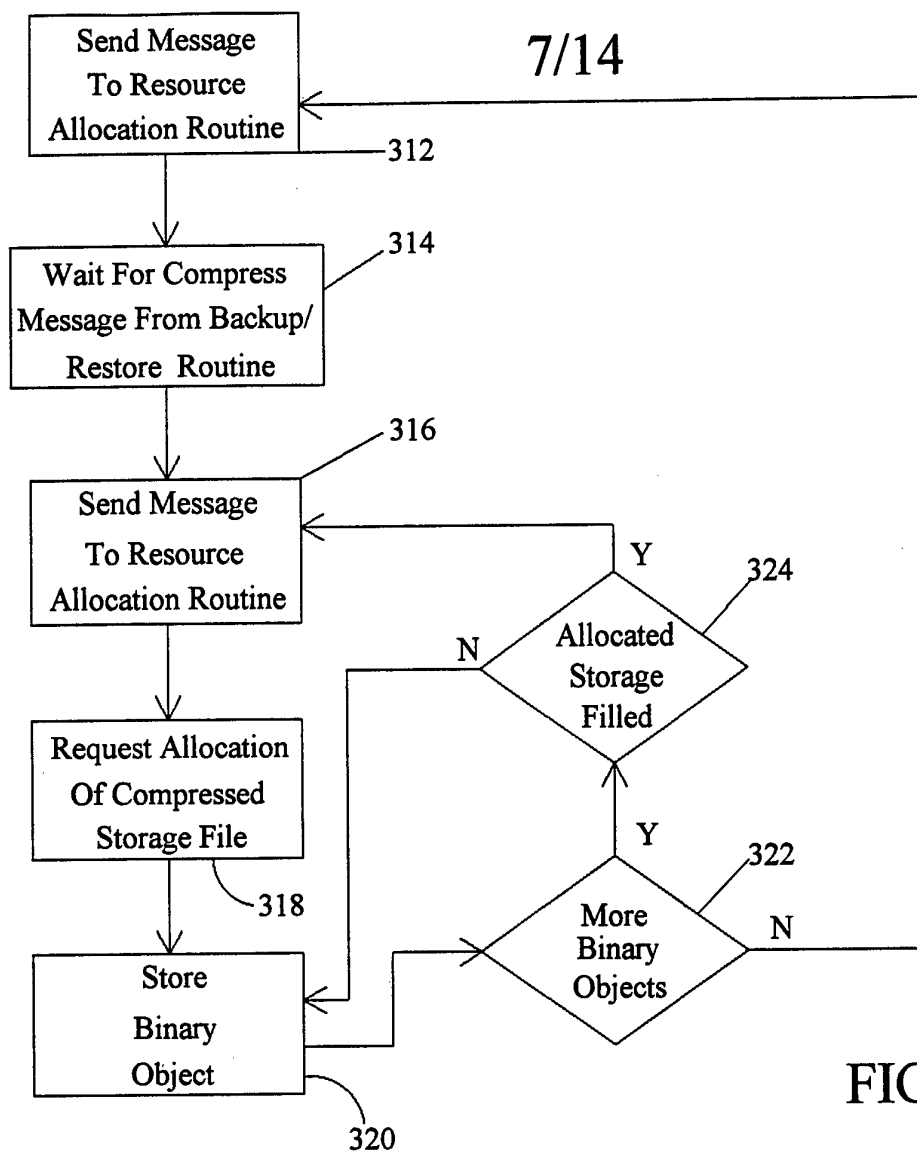 7/14
Send Message
To Resource
Allocation Routine
312
314
Wait For Compress
Message From Backup/
Restore Routine
316
Send Message
To Resource
Allocation Routine
Y
324
N
Allocated
Storage
Filled
Request Allocation
Of Compressed
Storage File
318
Y
322
More
Binary
Objects
N
Store
Binary
Object
320
FIG